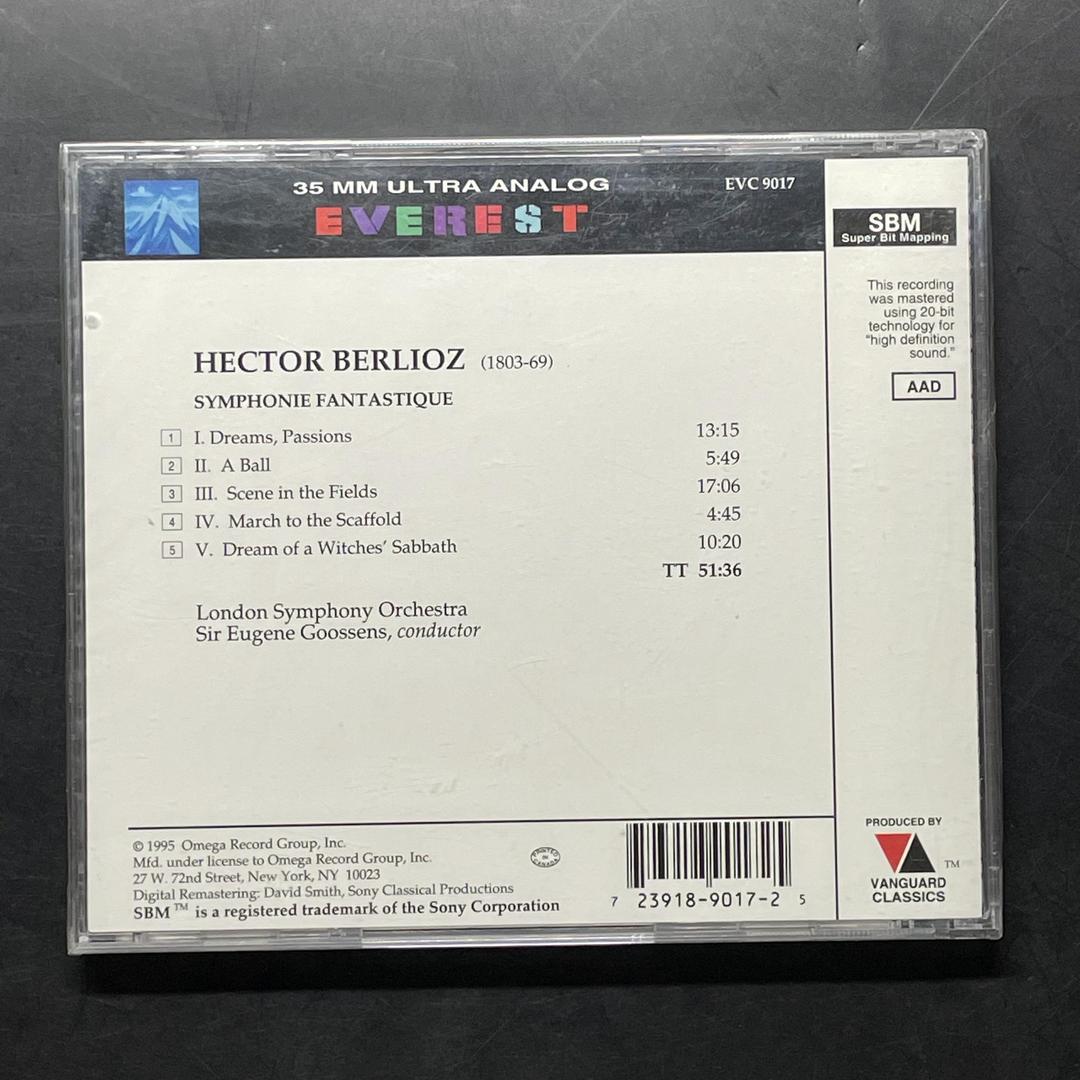 35 MM ULTRA ANALOG
EVEREST
EVC 9017
SBM
Super Bit Mapping
This recording
was mastered
using 20-bit
technology for
"high definition
sound."
AAD
HECTOR BERLIOZ (1803-69)
SYMPHONIE FANTASTIQUE
1 I. Dreams, Passions 13:15
2 II. A Ball 5:49
3 III. Scene in the Fields 17:06
4 IV. March to the Scaffold 4:45
5 V. Dream of a Witches' Sabbath 10:20
TT 51:36
London Symphony Orchestra
Sir Eugene Goossens, conductor
© 1995 Omega Record Group, Inc.
Mfd. under license to Omega Record Group, Inc.
27 W. 72nd Street, New York, NY 10023
Digital Remastering: David Smith, Sony Classical Productions
SBM™ is a registered trademark of the Sony Corporation
PRINTED
IN
CANADA
7 23918-9017-2 5
PRODUCED BY
TM
VANGUARD
CLASSICS